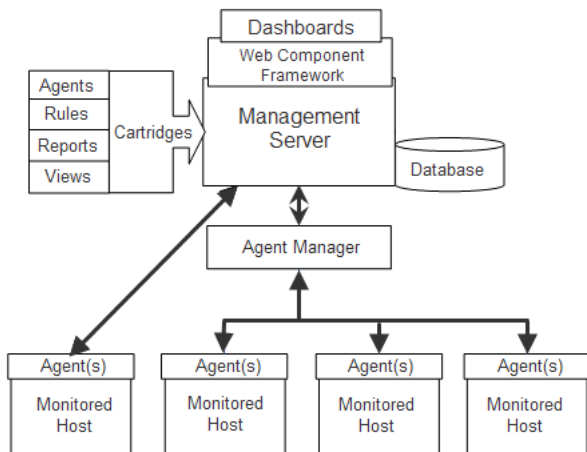 Dashboards
Web Component
Framework
Agents
Rules
Reports
Views
Cartridges
Management
Server
Database
Agent Manager
Agent(s)
Monitored
Host
Agent(s)
Monitored
Host
Agent(s)
Monitored
Host
Agent(s)
Monitored
Host